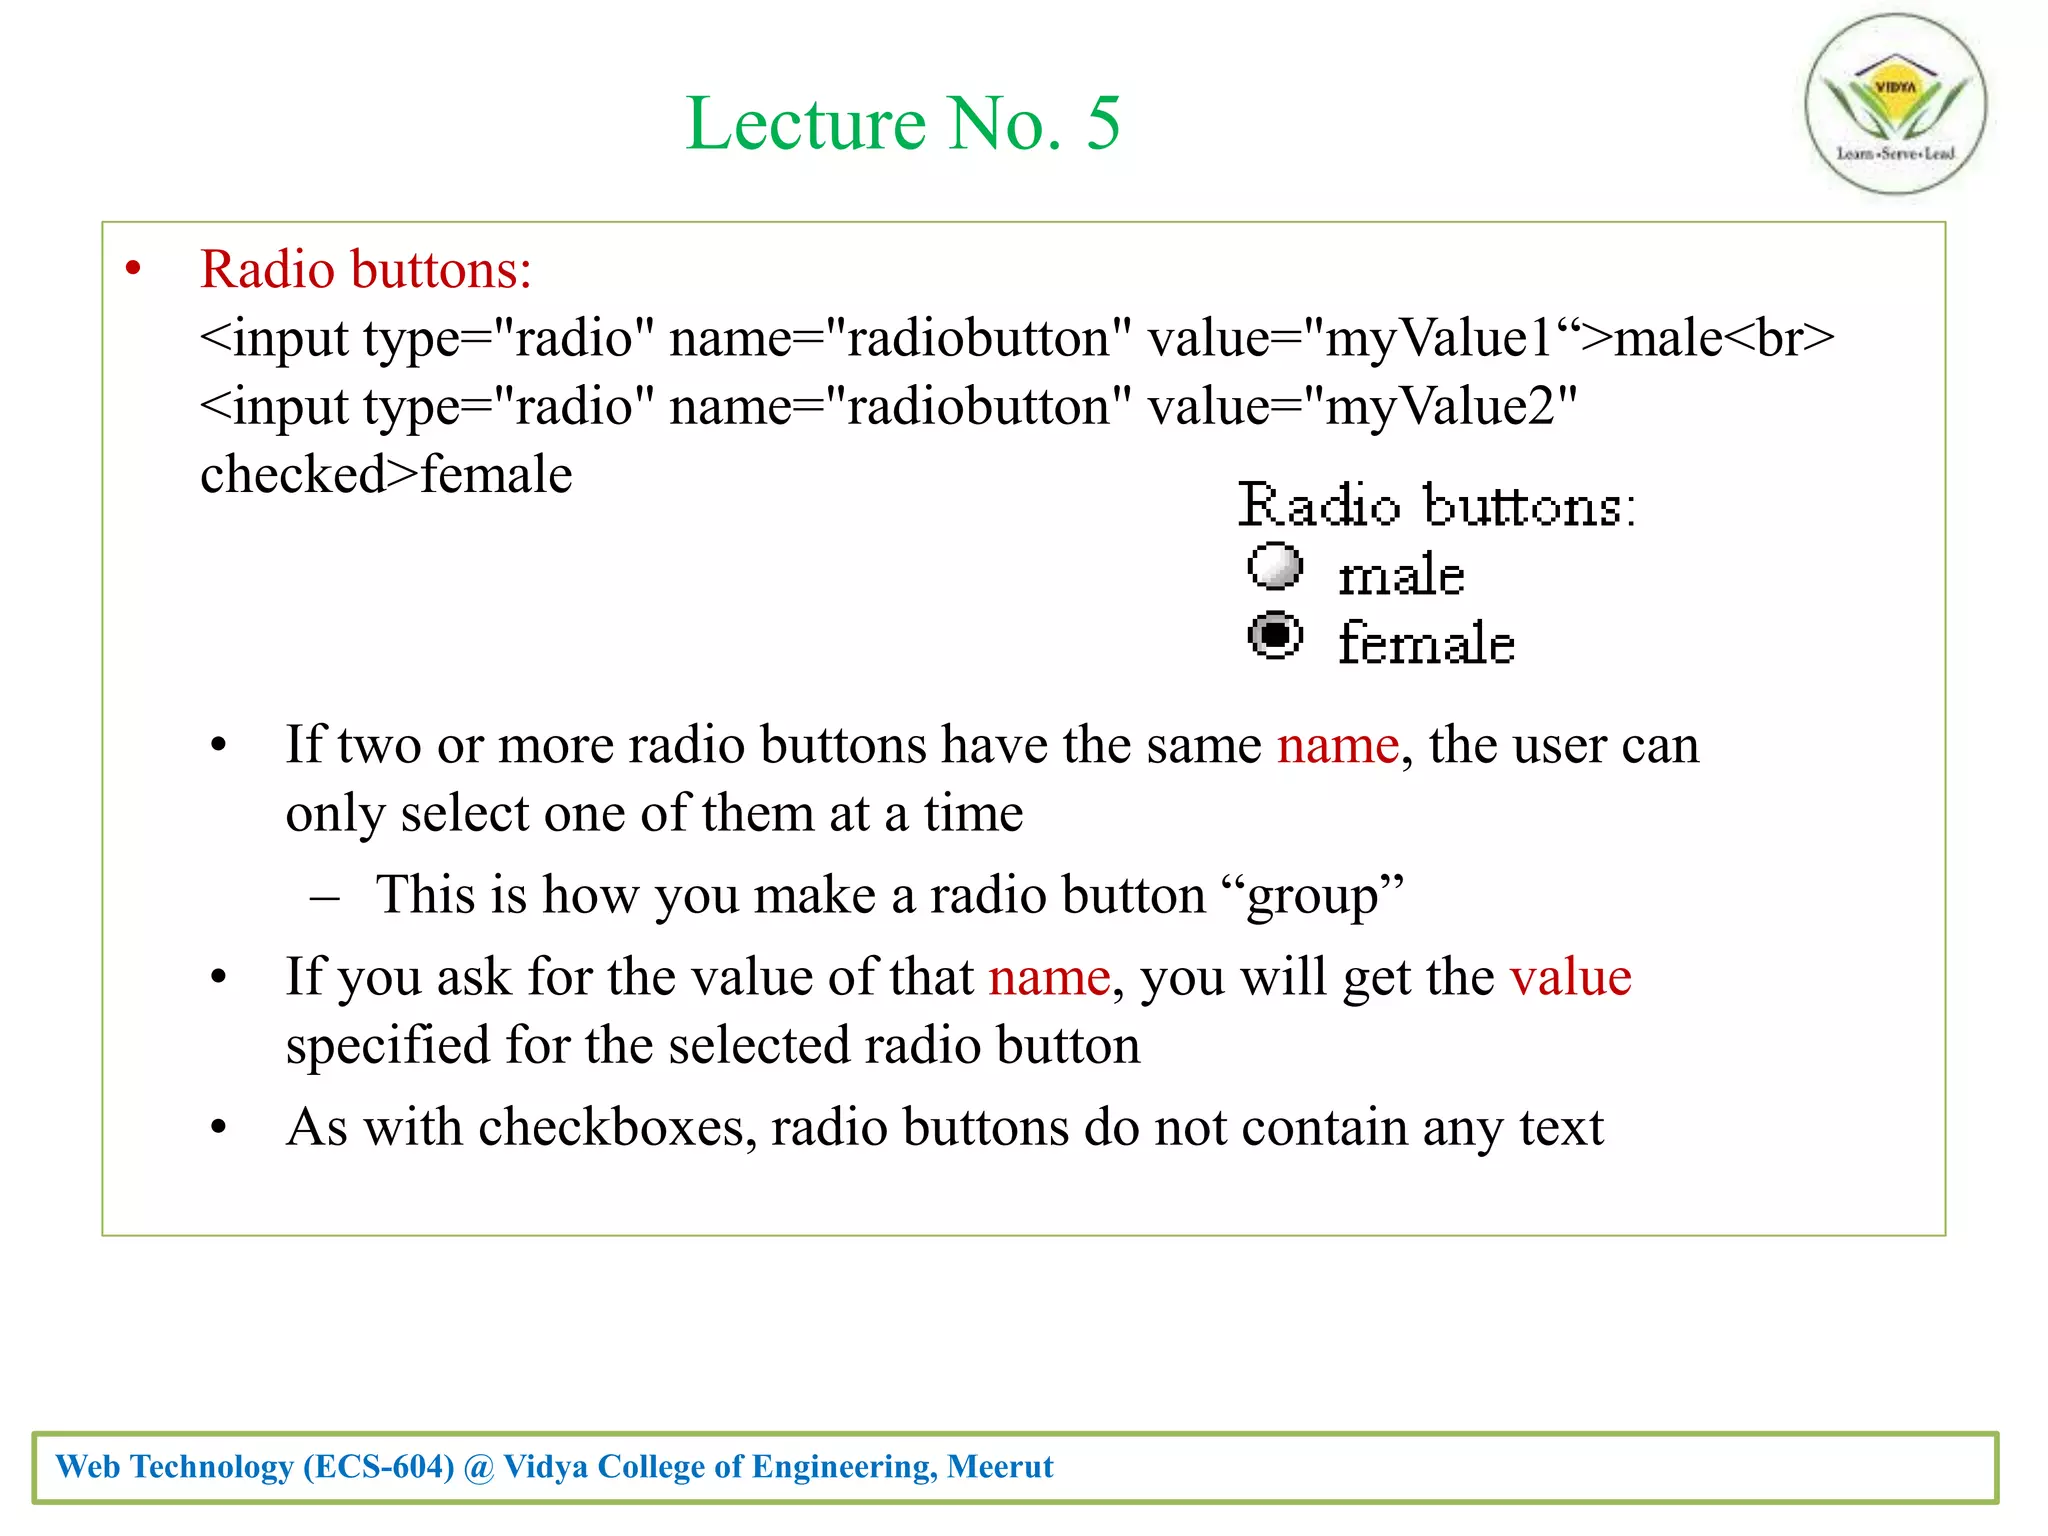 Lecture No. 5
VIDYA
Learn•Serve•Lead
• Radio buttons:
<input type="radio" name="radiobutton" value="myValue1“>male<br>
<input type="radio" name="radiobutton" value="myValue2"
checked>female
Radio buttons:
male
female
• If two or more radio buttons have the same name, the user can
only select one of them at a time
– This is how you make a radio button “group”
• If you ask for the value of that name, you will get the value
specified for the selected radio button
• As with checkboxes, radio buttons do not contain any text
Web Technology (ECS-604) @ Vidya College of Engineering, Meerut